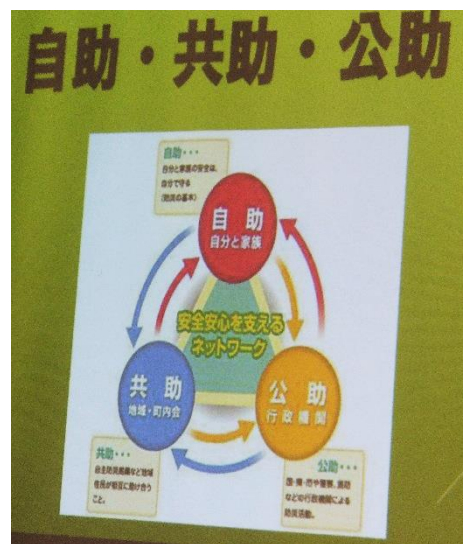 自助・共助・公助
自助・・・
自分と家族の安全は、
自分で守る
(防災の基本)
自助
自分と家族
安全安心を支える
ネットワーク
共助
地域・町内会
公助
行政機関
共助・・・
自主防災組織など地域
住民が相互に助け合う
こと。
公助・・・
国・県・市や警察、消防
などの行政機関による
防災活動。